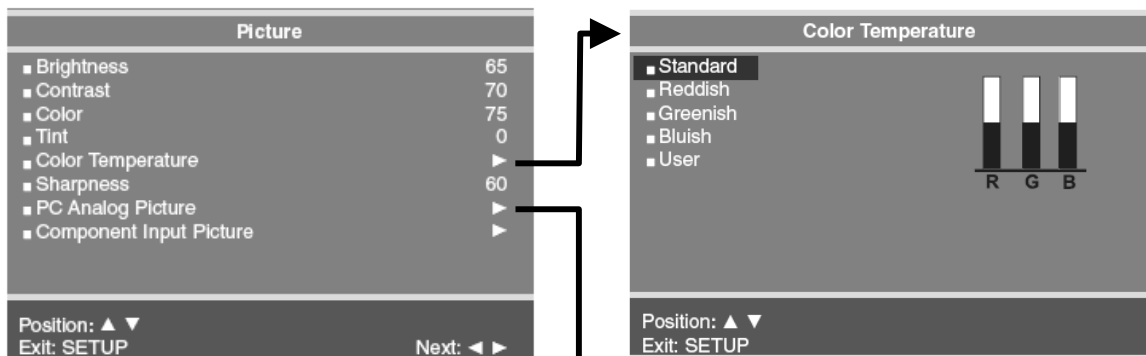 Picture
Brightness 65
Contrast 70
Color 75
Tint 0
Color Temperature ▶
Sharpness 60
PC Analog Picture ▶
Component Input Picture ▶
Position: ▲ ▼
Exit: SETUP Next: ◀ ▶
Color Temperature
Standard
Reddish
Greenish
Bluish
User
R G B
Position: ▲ ▼
Exit: SETUP